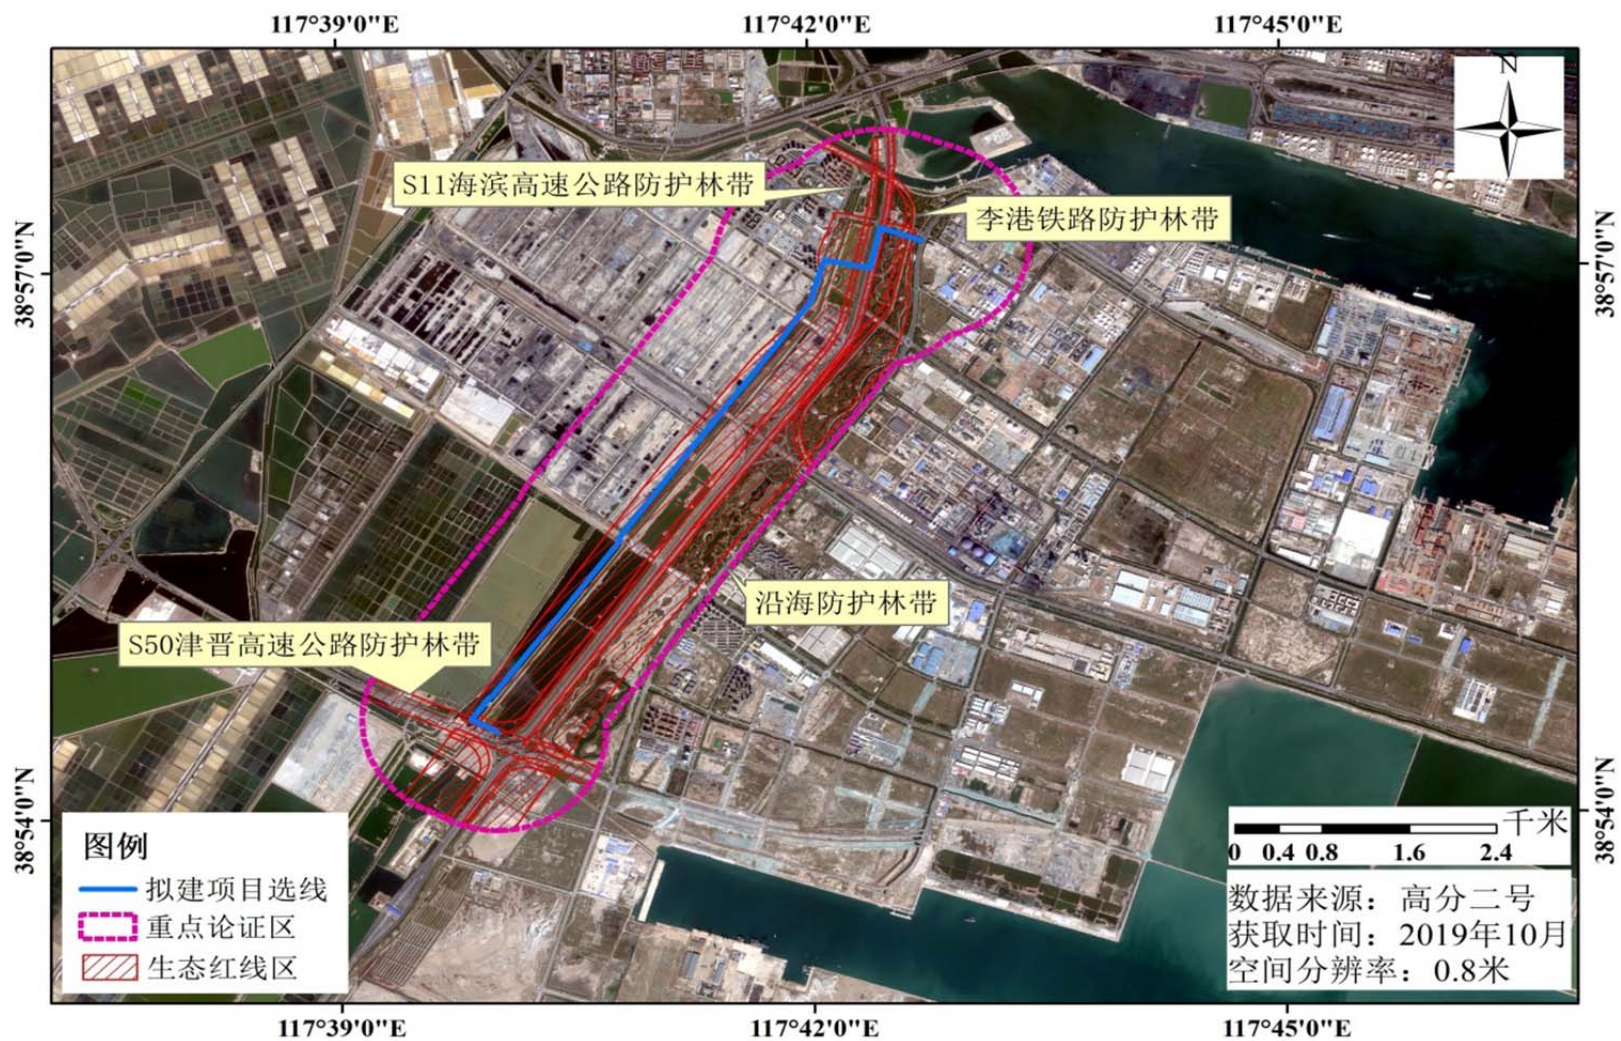 117°39'0"E
117°42'0"E
117°45'0"E
N
S11海滨高速公路防护林带
李港铁路防护林带
38°57'0"N
38°57'0"N
沿海防护林带
S50津晋高速公路防护林带
38°54'0"N
38°54'0"N
图例
拟建项目选线
重点论证区
生态红线区
千米
0 0.4 0.8 1.6 2.4
数据来源：高分二号
获取时间：2019年10月
空间分辨率：0.8米
117°39'0"E
117°42'0"E
117°45'0"E